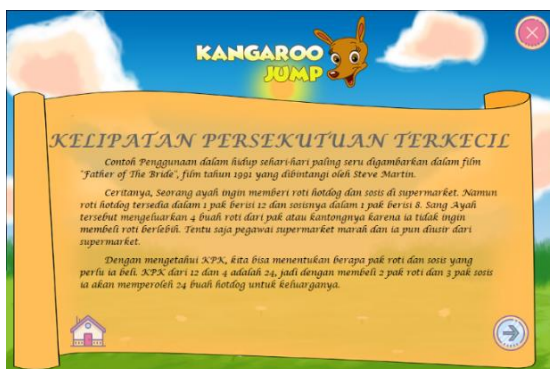 KANGAROO
JUMP
KELIPATAN PERSEKUTUAN TERKECIL
Contoh Penggunaan dalam hidup sehari-hari paling seru digambarkan dalam film
"Father of The Bride", film tahun 1991 yang dibintangi oleh Steve Martin.
Ceritanya, Seorang ayah ingin memberi roti hotdog dan sosis di supermarket. Namun
roti hotdog tersedia dalam 1 pak berisi 12 dan sosisnya dalam 1 pak berisi 8. Sang Ayah
tersebut mengeluarkan 4 buah roti dari pak atau kantongnya karena ia tidak ingin
membeli roti berlebih. Tentu saja pegawai supermarket marah dan ia pun diusir dari
supermarket.
Dengan mengetahui KPK, kita bisa menentukan berapa pak roti dan sosis yang
perlu ia beli. KPK dari 12 dan 4 adalah 24, jadi dengan membeli 2 pak roti dan 3 pak sosis
ia akan memperoleh 24 buah hotdog untuk keluarganya.